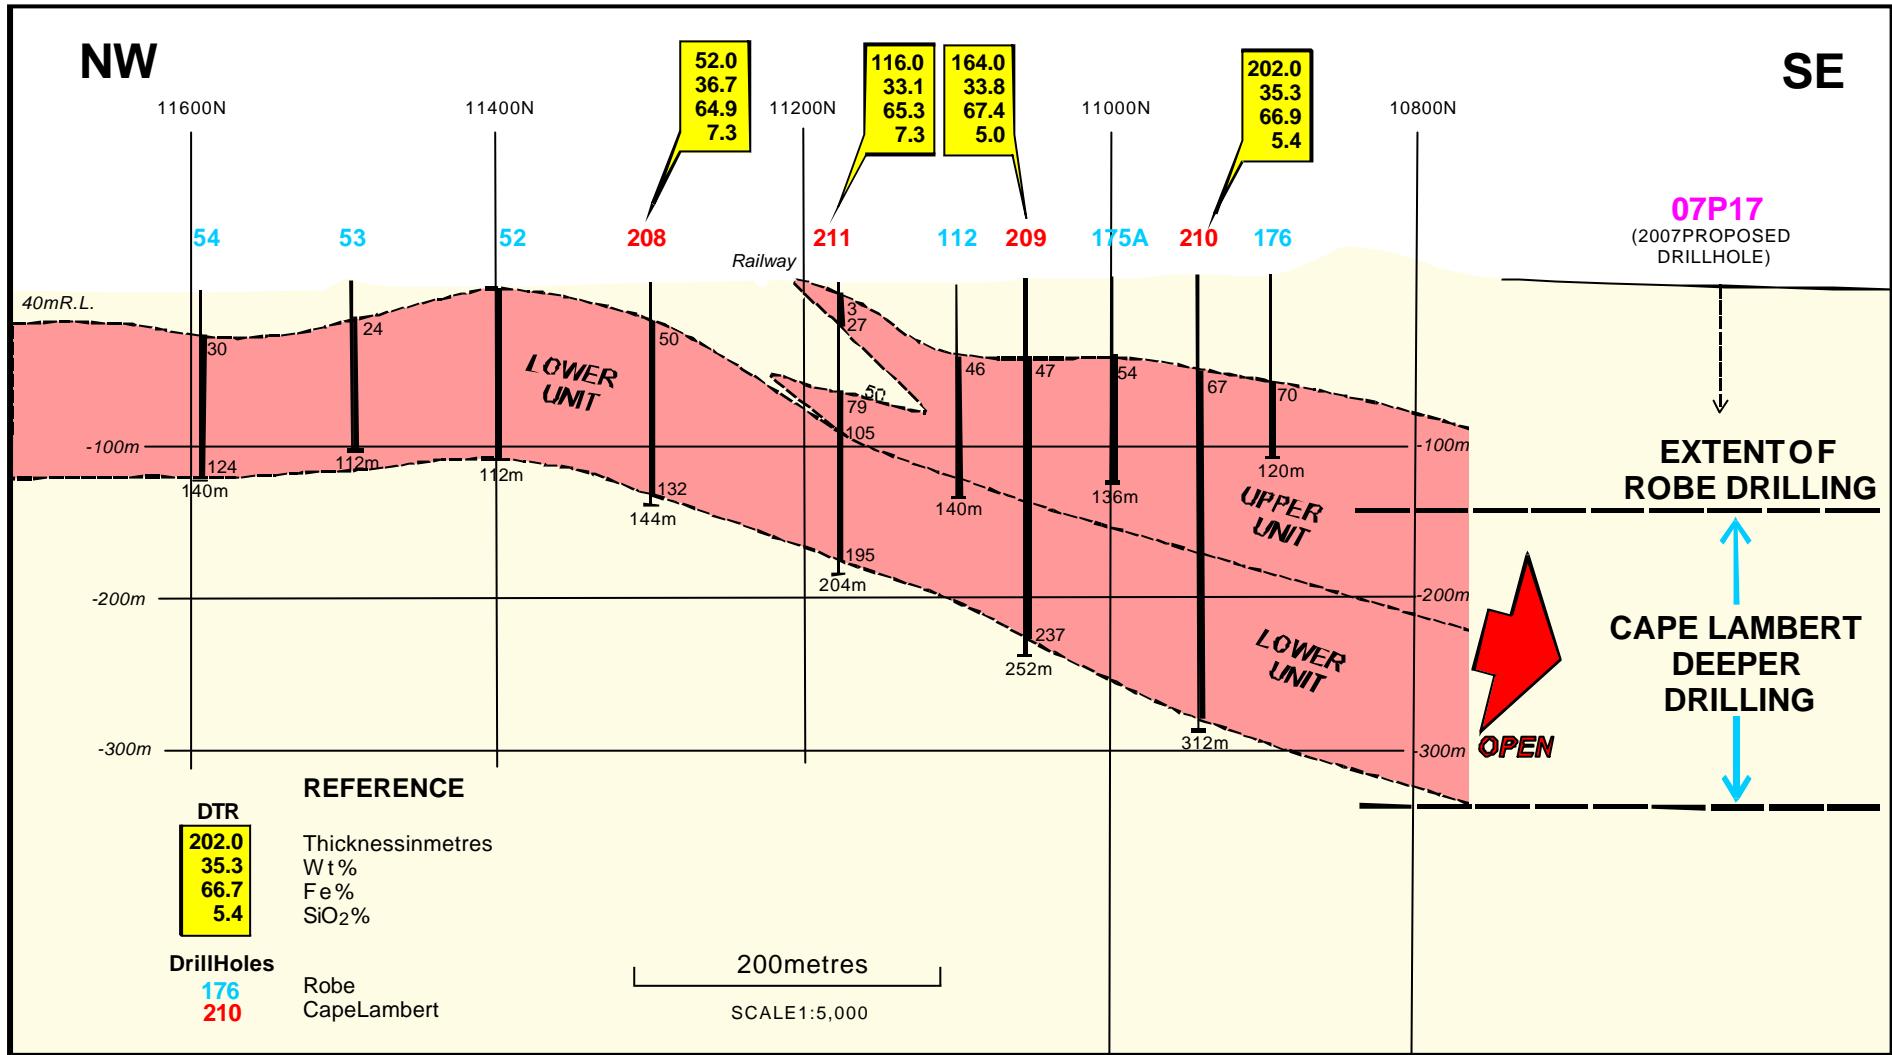 NW
SE
11600N
11400N
11200N
11000N
10800N
52.0
36.7
64.9
7.3
116.0
33.1
65.3
7.3
164.0
33.8
67.4
5.0
202.0
35.3
66.9
5.4
54
53
52
208
211
112
209
175A
210
176
07P17
(2007PROPOSED
DRILLHOLE)
Railway
40mR.L.
30
24
50
3
27
46
47
54
67
70
50
79
105
LOWER
UNIT
-100m
-100m
124
140m
112m
112m
132
144m
140m
136m
120m
UPPER
UNIT
EXTENT OF
ROBE DRILLING
195
204m
-200m
-200m
237
252m
LOWER
UNIT
CAPE LAMBERT
DEEPER
DRILLING
312m
-300m
-300m
OPEN
REFERENCE
DTR
202.0
35.3
66.7
5.4
Thicknessinmetres
Wt%
Fe%
SiO2%
DrillHoles
176
Robe
210
CapeLambert
200metres
SCALE1:5,000